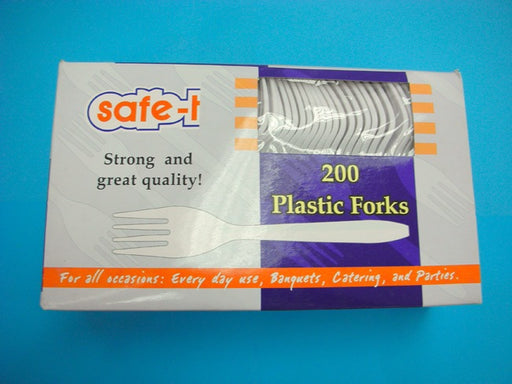 safe-t
Strong and
great quality!
200
Plastic Forks
For all occasions: Every day use, Banquets, Catering, and Parties.